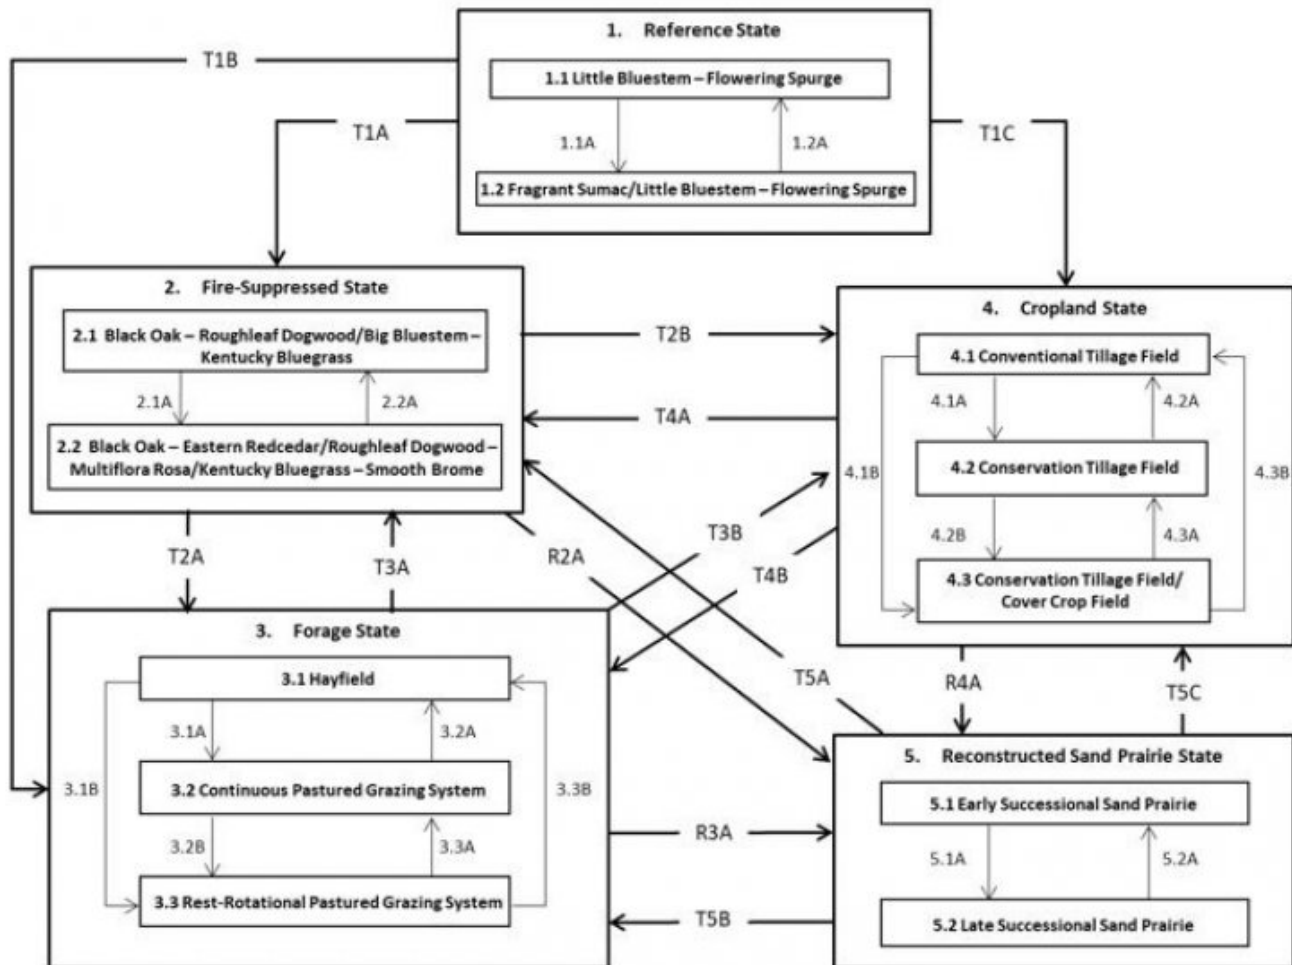 1. Reference State
T1B
1.1 Little Bluestem – Flowering Spurge
T1A
1.1A
1.2A
T1C
1.2 Fragrant Sumac/Little Bluestem – Flowering Spurge
2. Fire-Suppressed State
2.1 Black Oak – Roughleaf Dogwood/Big Bluestem –
Kentucky Bluegrass
2.1A
2.2A
2.2 Black Oak – Eastern Redcedar/Roughleaf Dogwood –
Multiflora Rosa/Kentucky Bluegrass – Smooth Brome
T2B
T4A
4. Cropland State
4.1 Conventional Tillage Field
4.1A
4.2A
4.2 Conservation Tillage Field
4.1B
4.3B
4.2B
4.3A
4.3 Conservation Tillage Field/
Cover Crop Field
T2A
T3A
R2A
T3B
T4B
T5A
R4A
T5C
3. Forage State
3.1 Hayfield
3.1A
3.2A
3.2 Continuous Pastured Grazing System
3.1B
3.3B
3.2B
3.3A
3.3 Rest-Rotational Pastured Grazing System
R3A
T5B
5. Reconstructed Sand Prairie State
5.1 Early Successional Sand Prairie
5.1A
5.2A
5.2 Late Successional Sand Prairie